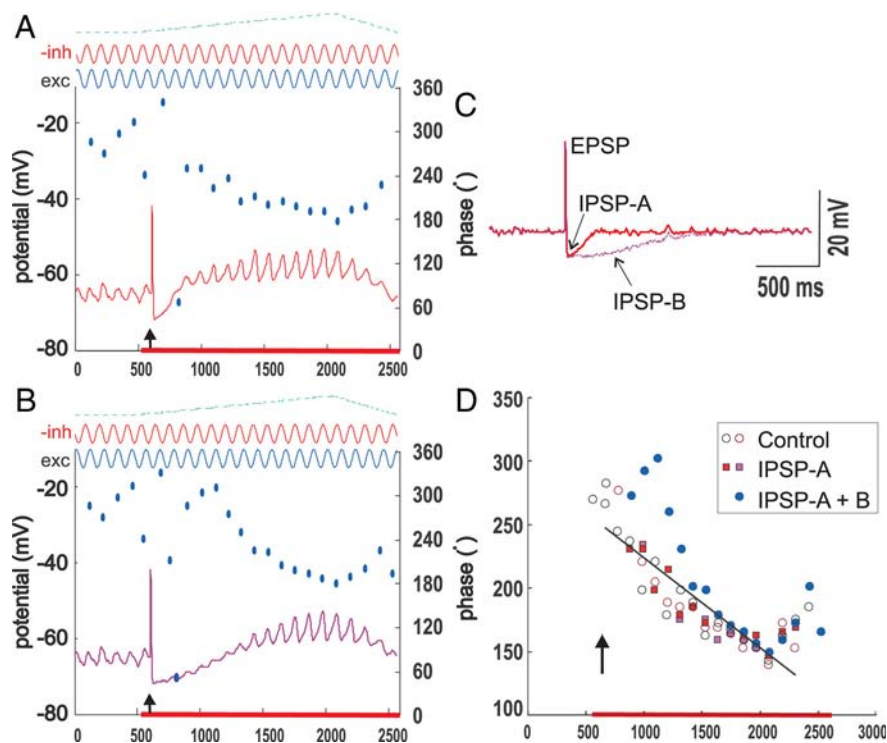 A
-inh
exc
potential (mV)
-20
-40
-60
-80
360
300
240
180
120
60
0
phase (˚)
0 500 1000 1500 2000 2500
B
-inh
exc
potential (mV)
-20
-40
-60
-80
360
300
240
180
120
60
0
phase (˚)
0 500 1000 1500 2000 2500
C
EPSP
IPSP-A
IPSP-B
20 mV
500 ms
D
350
300
250
200
150
100
Control
IPSP-A
IPSP-A + B
0 500 1000 1500 2000 2500 3000